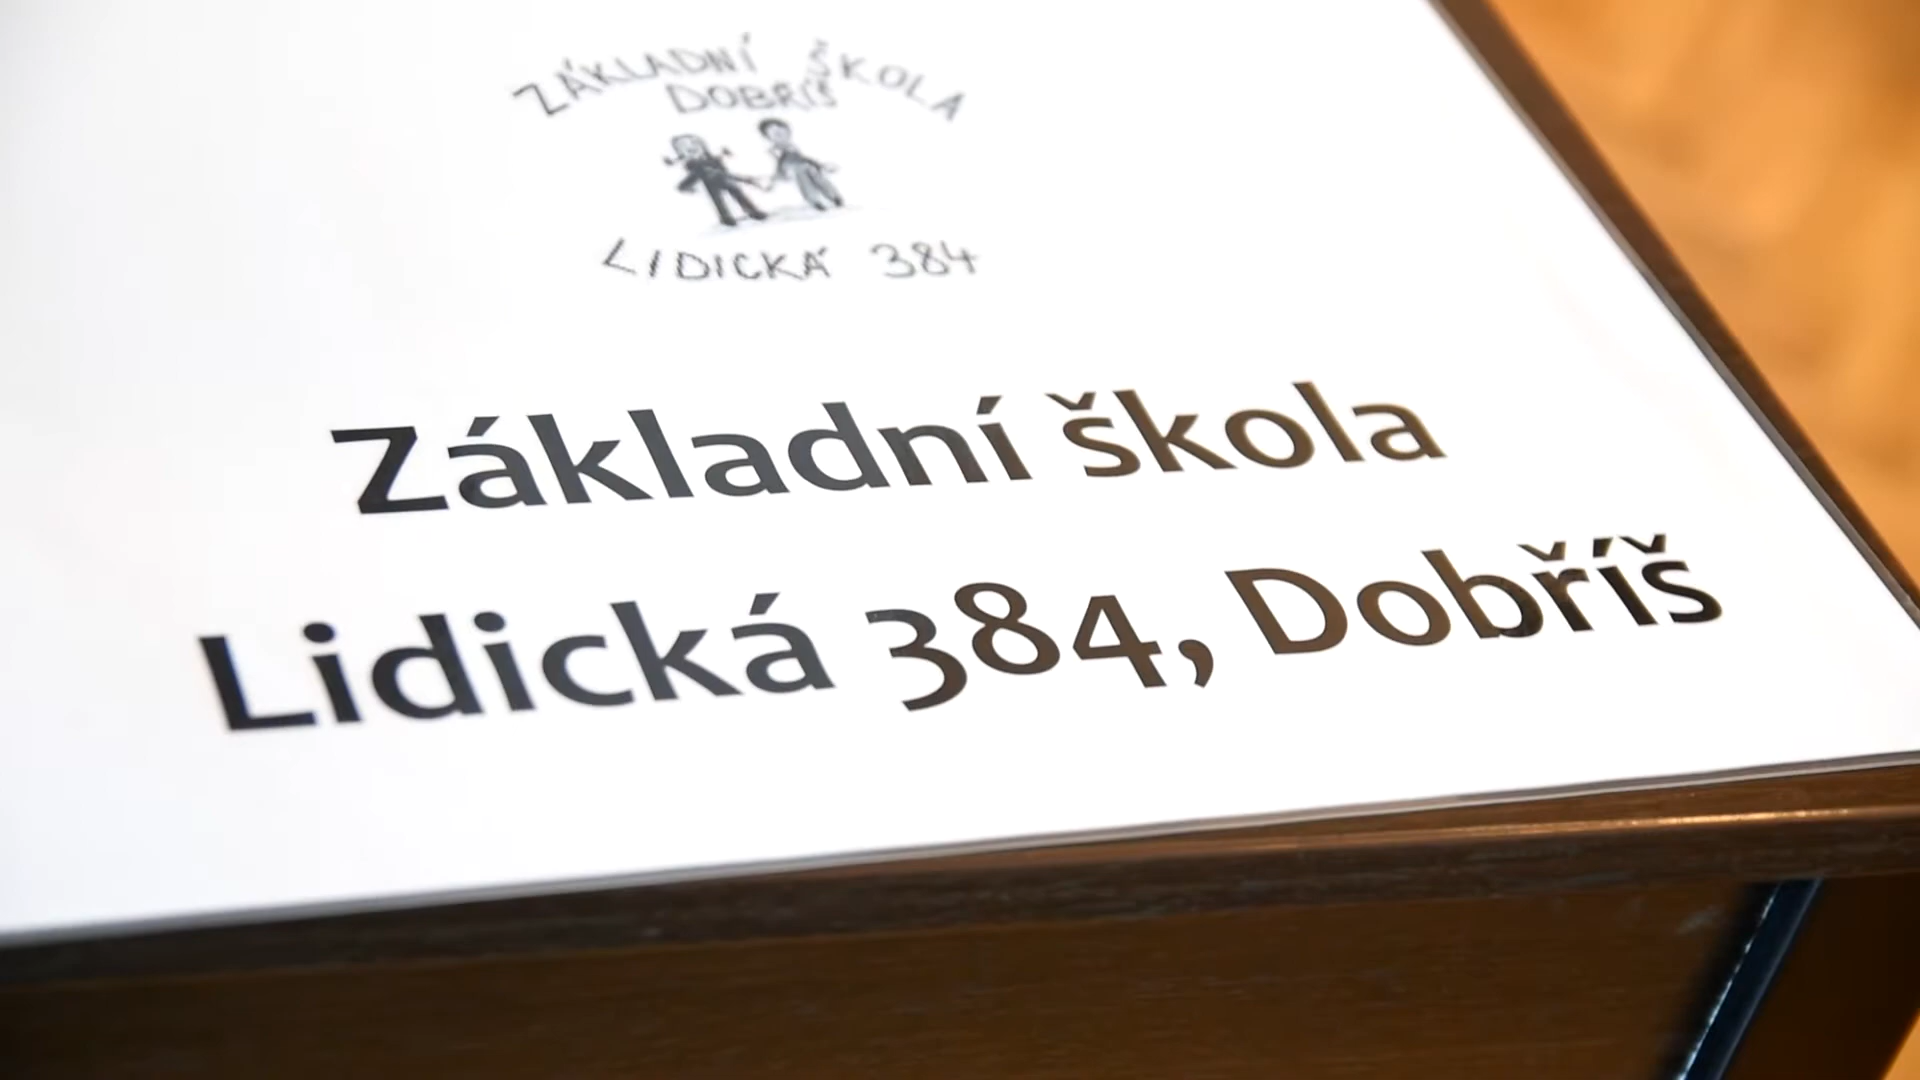 ZÁKLADNÍ ŠKOLA
DOBŘÍŠ
LIDICKÁ 384
Základní škola
Lidická 384, Dobříš